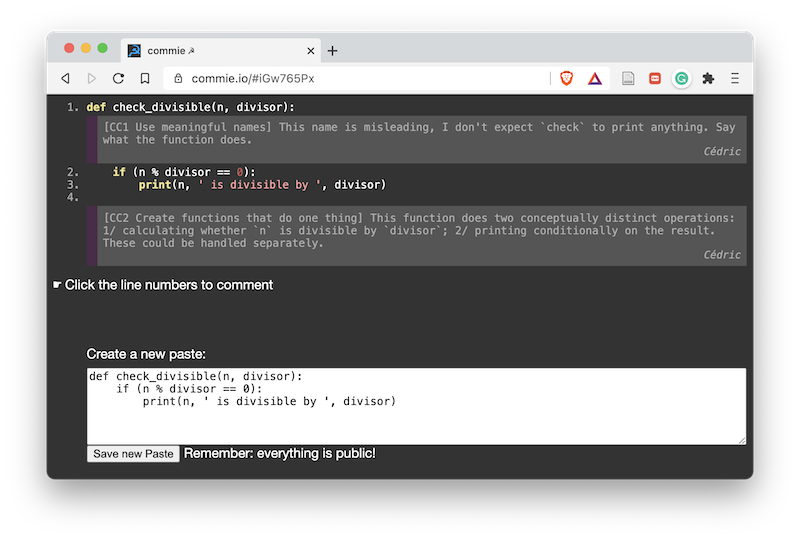 commie ☭
commie.io/#iGw765Px
1. def check_divisible(n, divisor):
[CC1 Use meaningful names] This name is misleading, I don't expect `check` to print anything. Say
what the function does.
Cédric
2. if (n % divisor == 0):
3. print(n, ' is divisible by ', divisor)
4.
[CC2 Create functions that do one thing] This function does two conceptually distinct operations:
1/ calculating whether `n` is divisible by `divisor`; 2/ printing conditionally on the result.
These could be handled separately.
Cédric
☛ Click the line numbers to comment
Create a new paste:
def check_divisible(n, divisor):
if (n % divisor == 0):
print(n, ' is divisible by ', divisor)
Save new Paste Remember: everything is public!